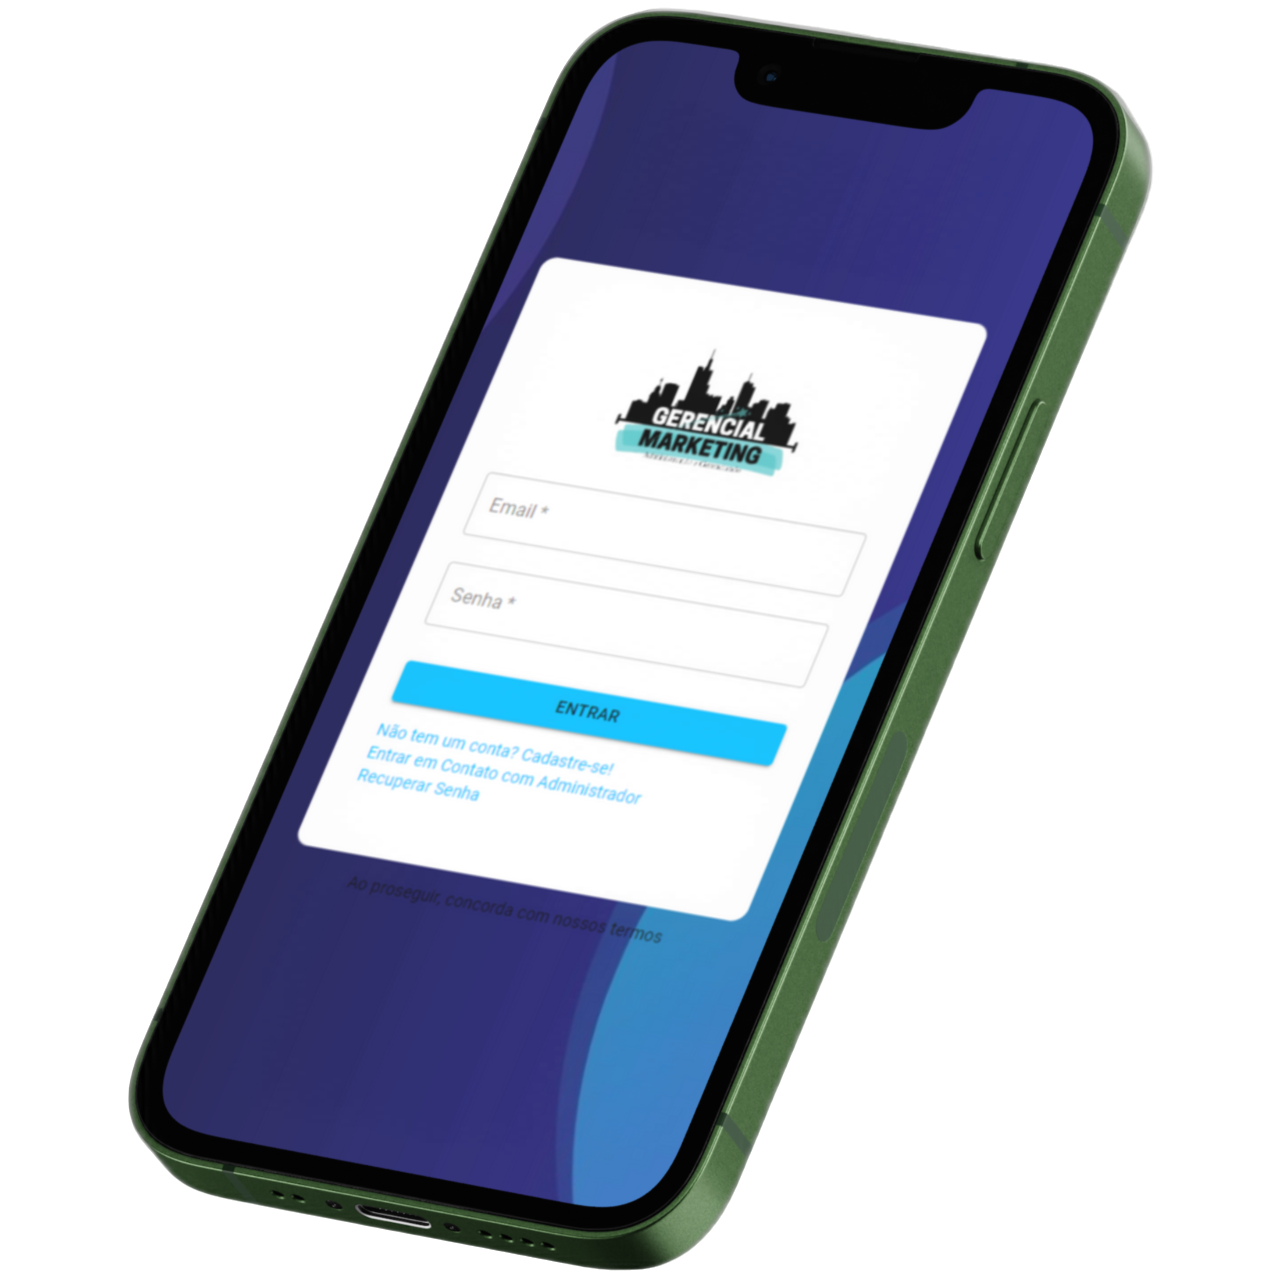 GERENCIAL
MARKETING
Email *
Senha *
ENTRAR
Não tem um conta? Cadastre-se!
Entrar em Contato com Administrador
Recuperar Senha
Ao proseguir, concorda com nossos termos